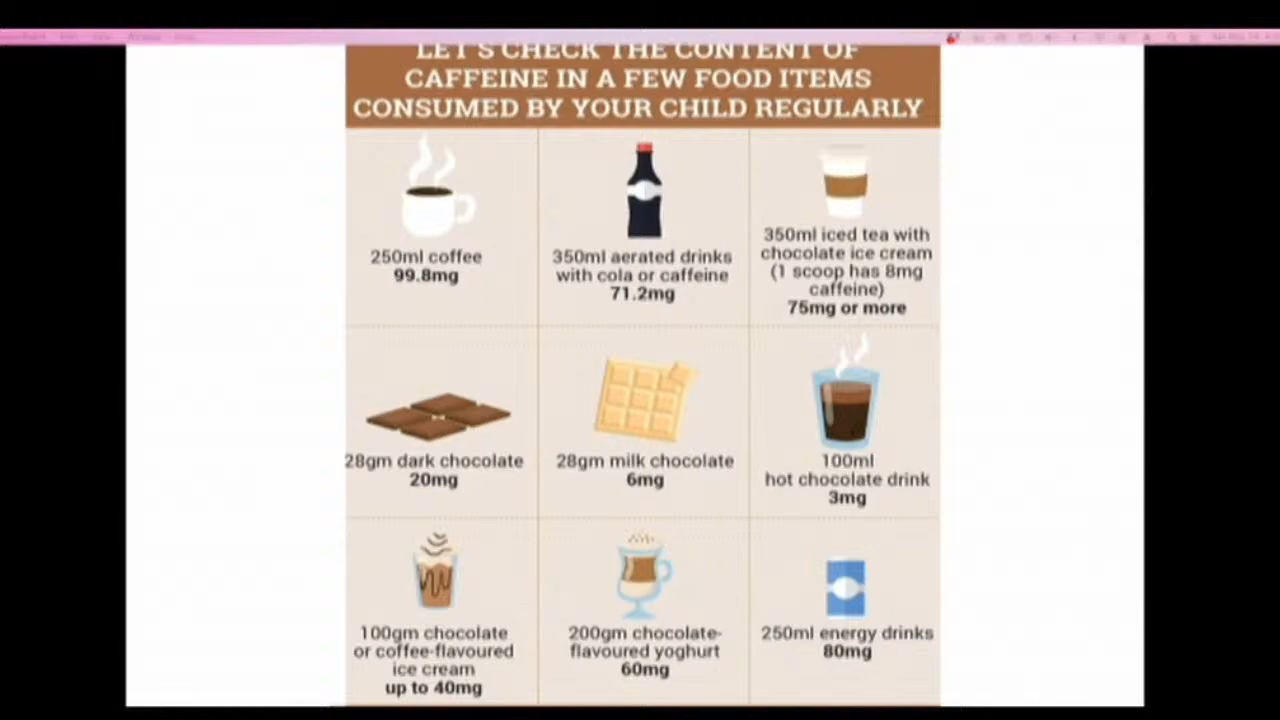 LET'S CHECK THE CONTENT OF
CAFFEINE IN A FEW FOOD ITEMS
CONSUMED BY YOUR CHILD REGULARLY
250ml coffee
99.8mg
350ml aerated drinks
with cola or caffeine
71.2mg
350ml iced tea with
chocolate ice cream
(1 scoop has 8mg
caffeine)
75mg or more
28gm dark chocolate
20mg
28gm milk chocolate
6mg
100ml
hot chocolate drink
3mg
100gm chocolate
or coffee-flavoured
ice cream
up to 40mg
200gm chocolate-
flavoured yoghurt
60mg
250ml energy drinks
80mg